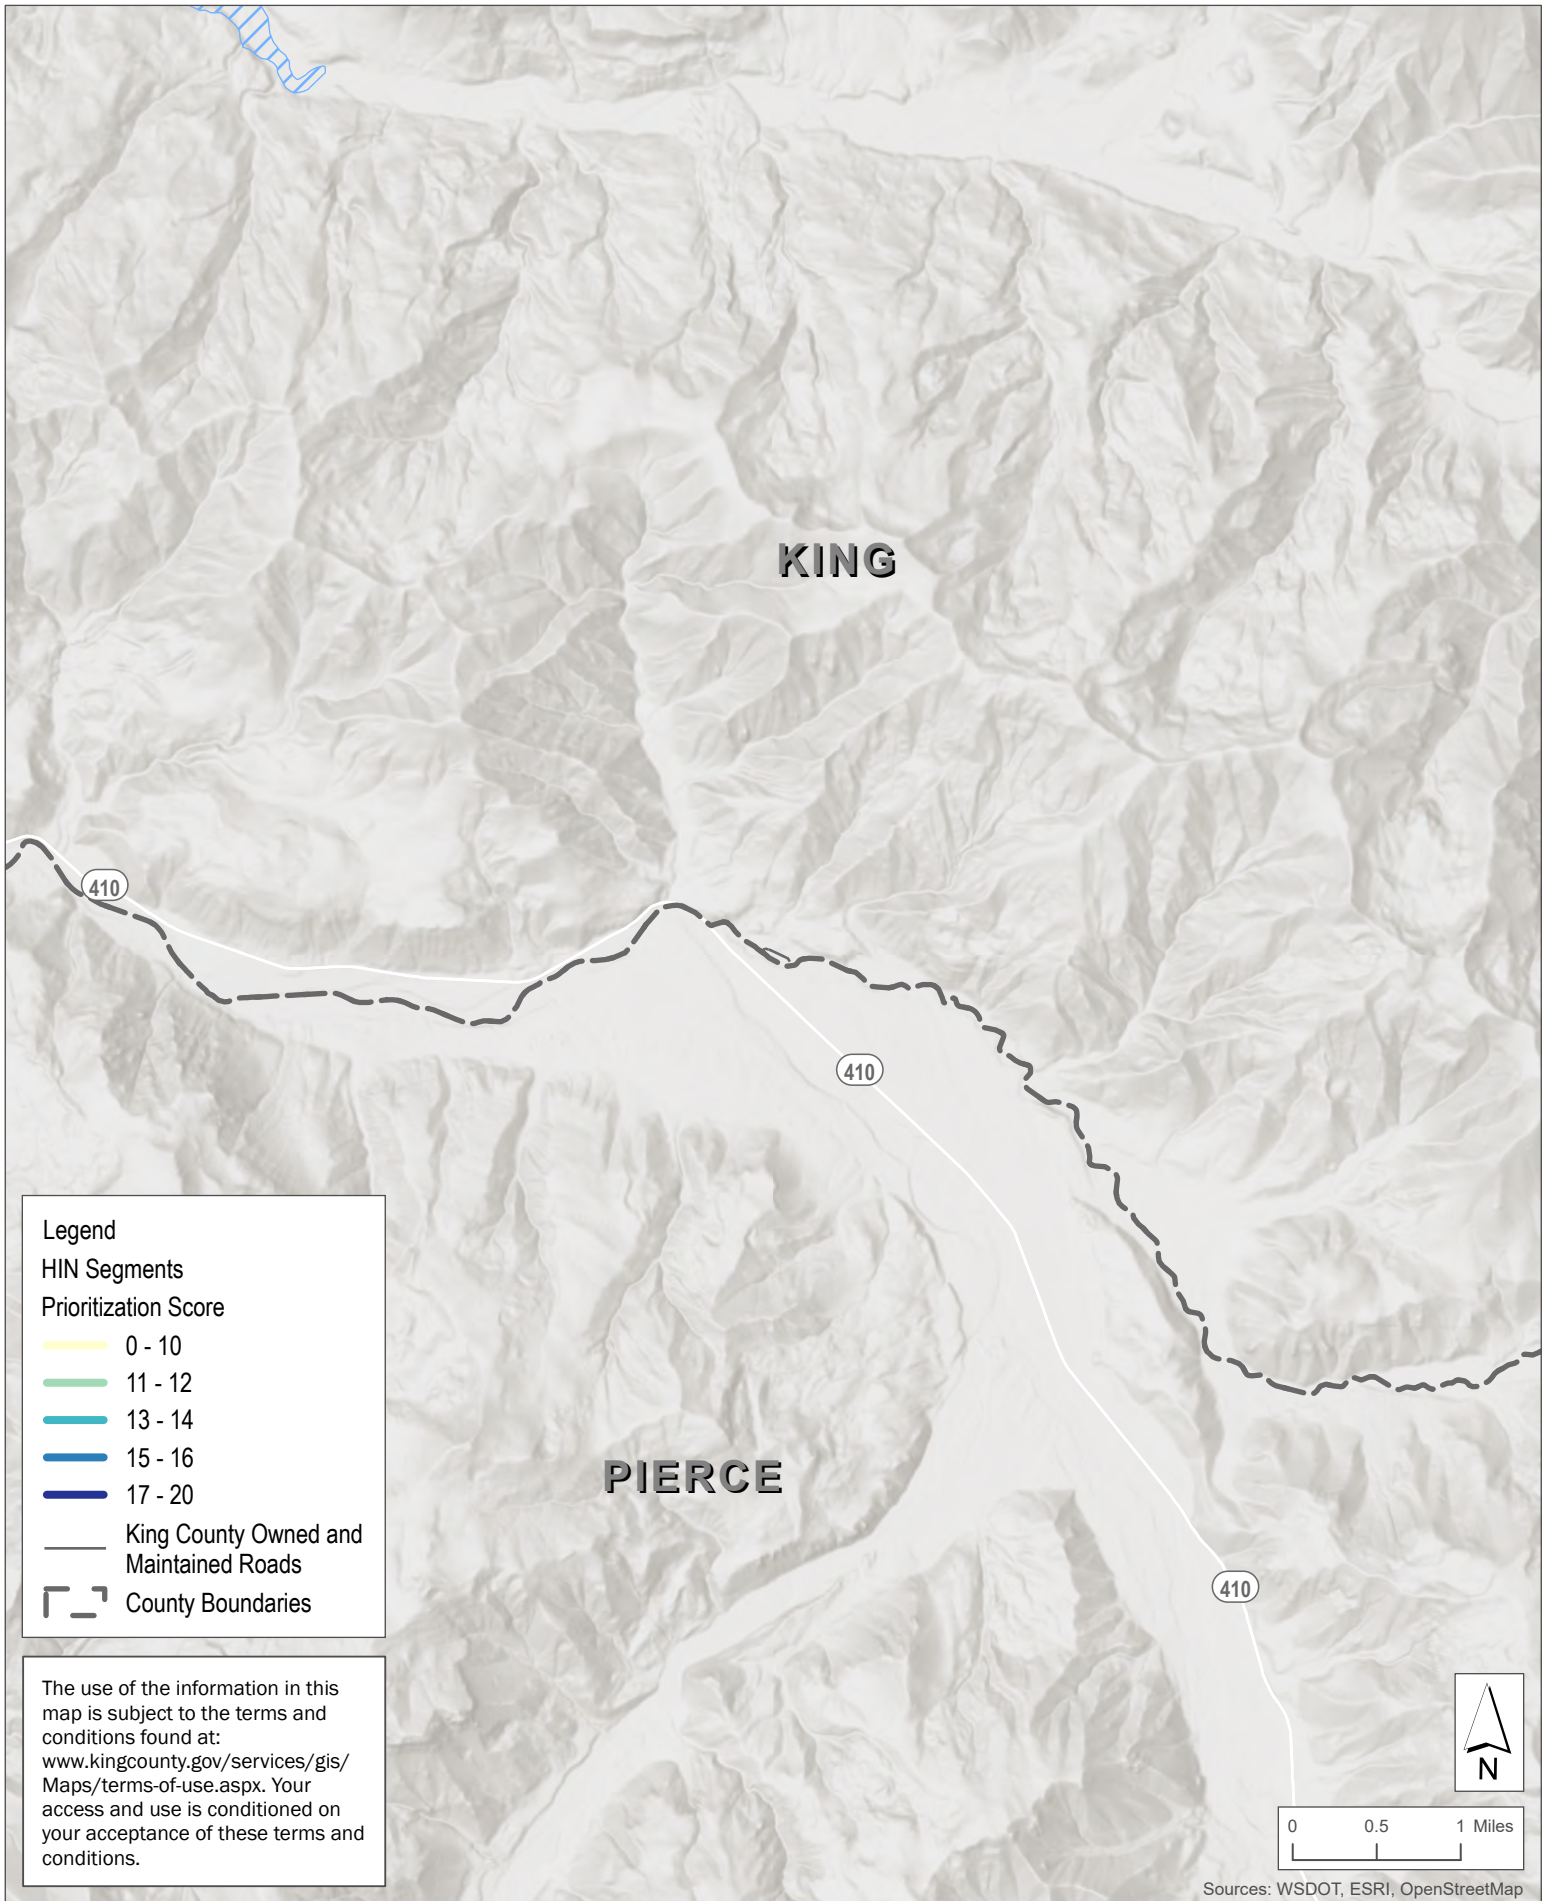 KING
410
410
Legend
HIN Segments
Prioritization Score
0 - 10
11 - 12
13 - 14
15 - 16
17 - 20
King County Owned and
Maintained Roads
County Boundaries
PIERCE
410
The use of the information in this
map is subject to the terms and
conditions found at:
www.kingcounty.gov/services/gis/
Maps/terms-of-use.aspx. Your
access and use is conditioned on
your acceptance of these terms and
conditions.
N
0 0.5 1 Miles
Sources: WSDOT, ESRI, OpenStreetMap